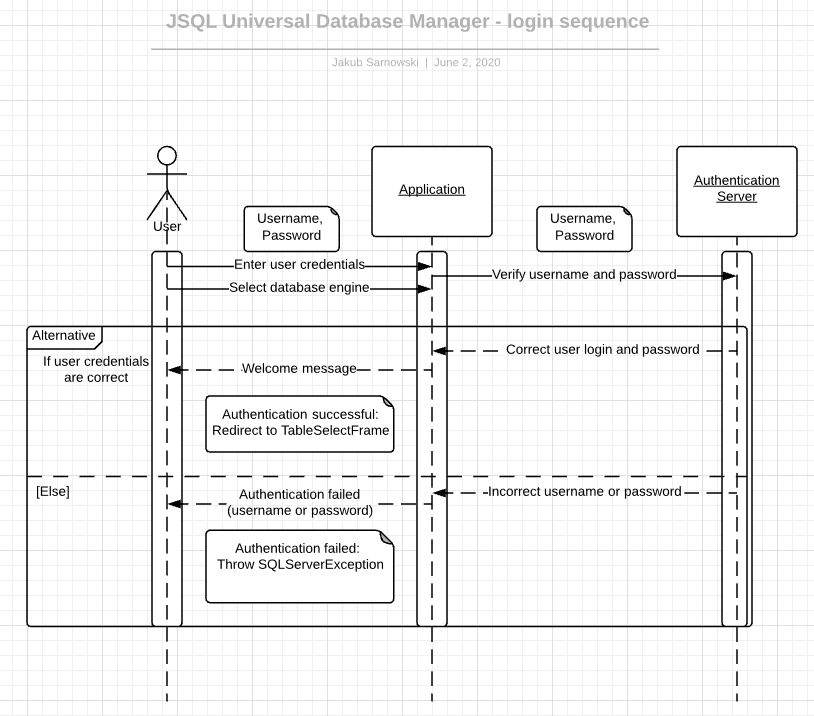 JSQL Universal Database Manager - login sequence
Jakub Sarnowski | June 2, 2020
User
Username,
Password
Application
Username,
Password
Authentication
Server
Enter user credentials
Verify username and password
Select database engine
Alternative
If user credentials
are correct
Correct user login and password
Welcome message
Authentication successful:
Redirect to TableSelectFrame
[Else]
Incorrect username or password
Authentication failed
(username or password)
Authentication failed:
Throw SQLServerException